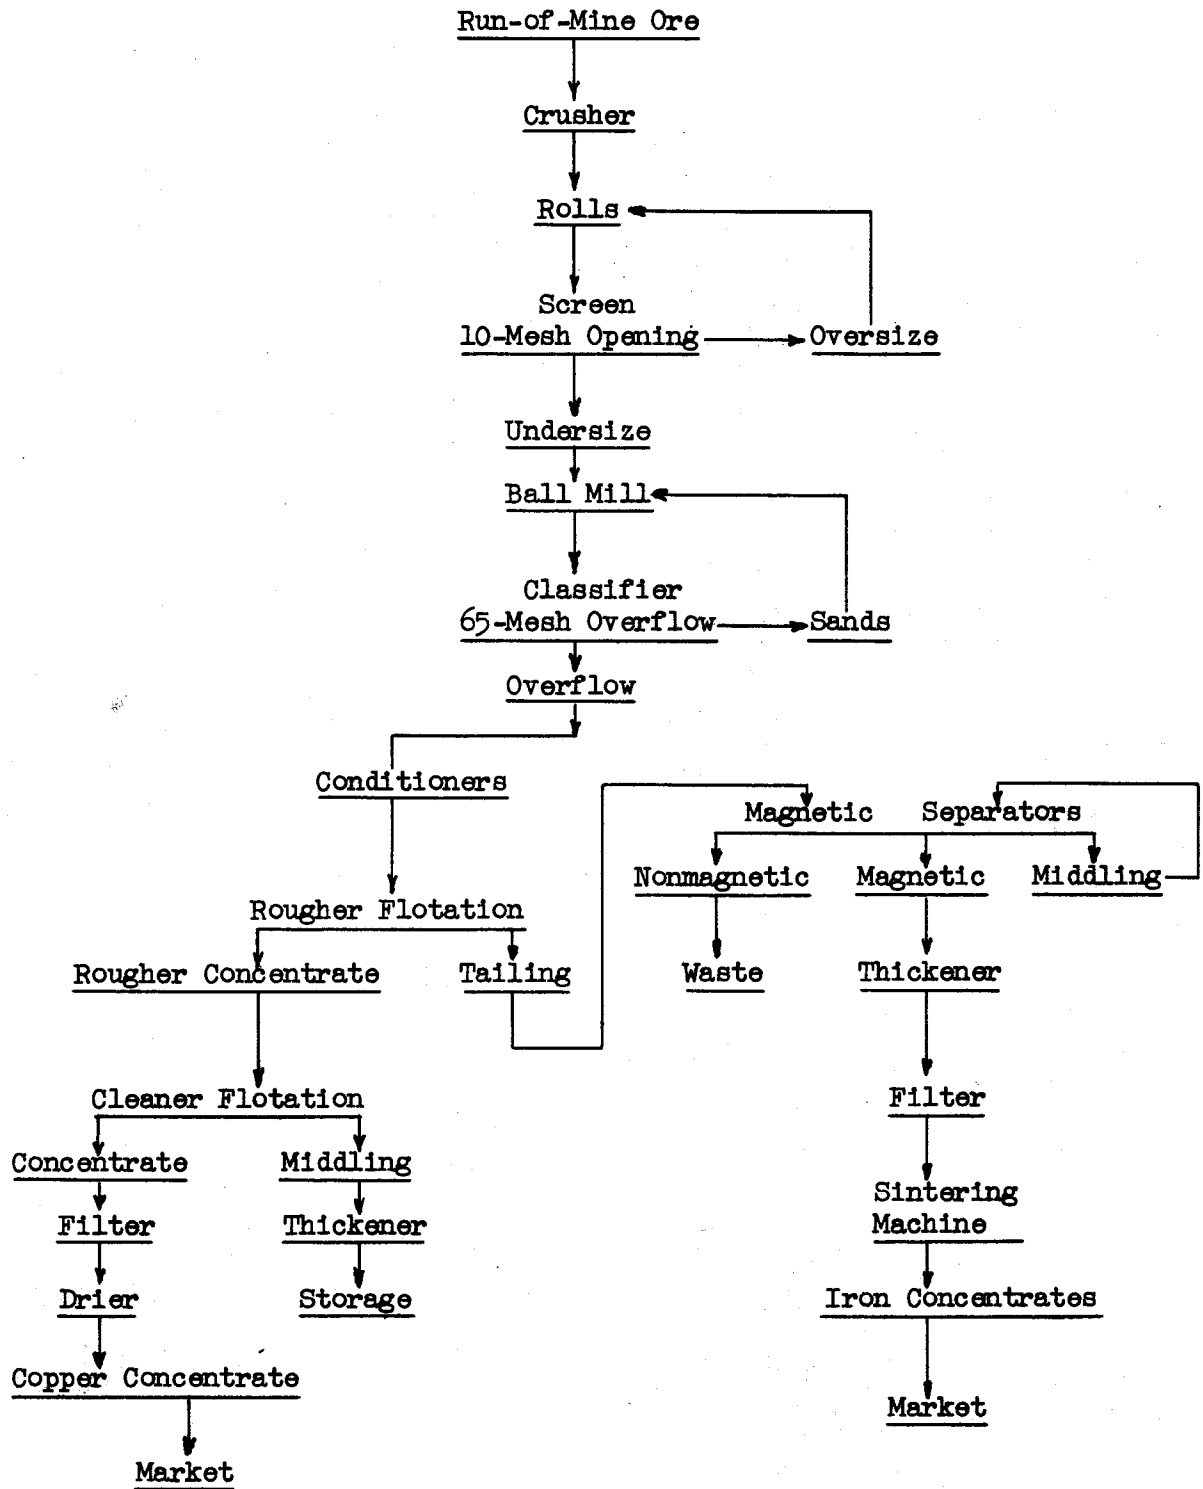 Run-of-Mine Ore
Crusher
Rolls
Screen
10-Mesh Opening
Oversize
Undersize
Ball Mill
Classifier
65-Mesh Overflow
Sands
Overflow
Conditioners
Magnetic Separators
Nonmagnetic
Magnetic
Middling
Rougher Flotation
Rougher Concentrate
Tailing
Waste
Thickener
Cleaner Flotation
Filter
Concentrate
Middling
Sintering
Machine
Filter
Thickener
Drier
Storage
Iron Concentrates
Copper Concentrate
Market
Market